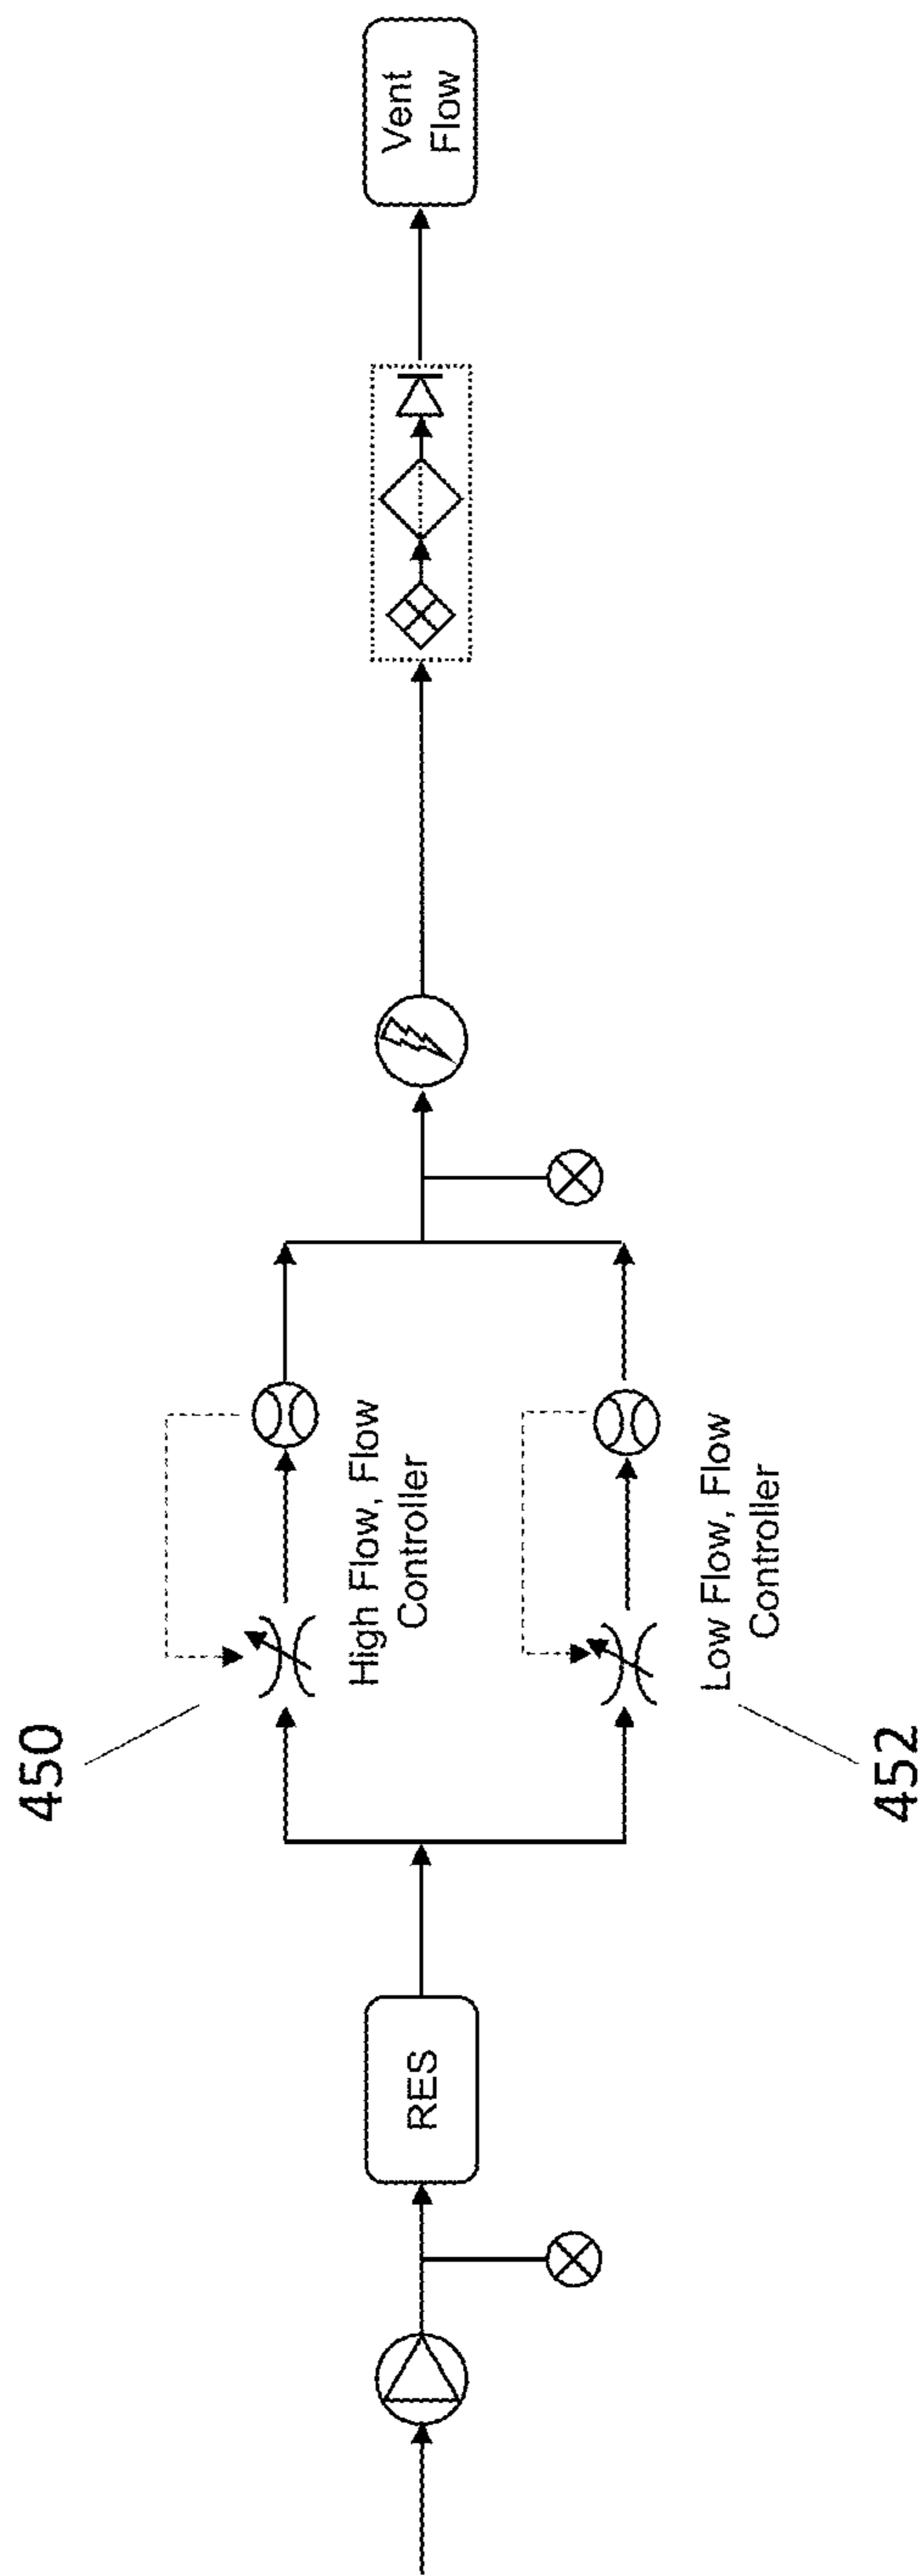 450
452
RES
High Flow, Flow
Controller
Low Flow, Flow
Controller
Vent
Flow